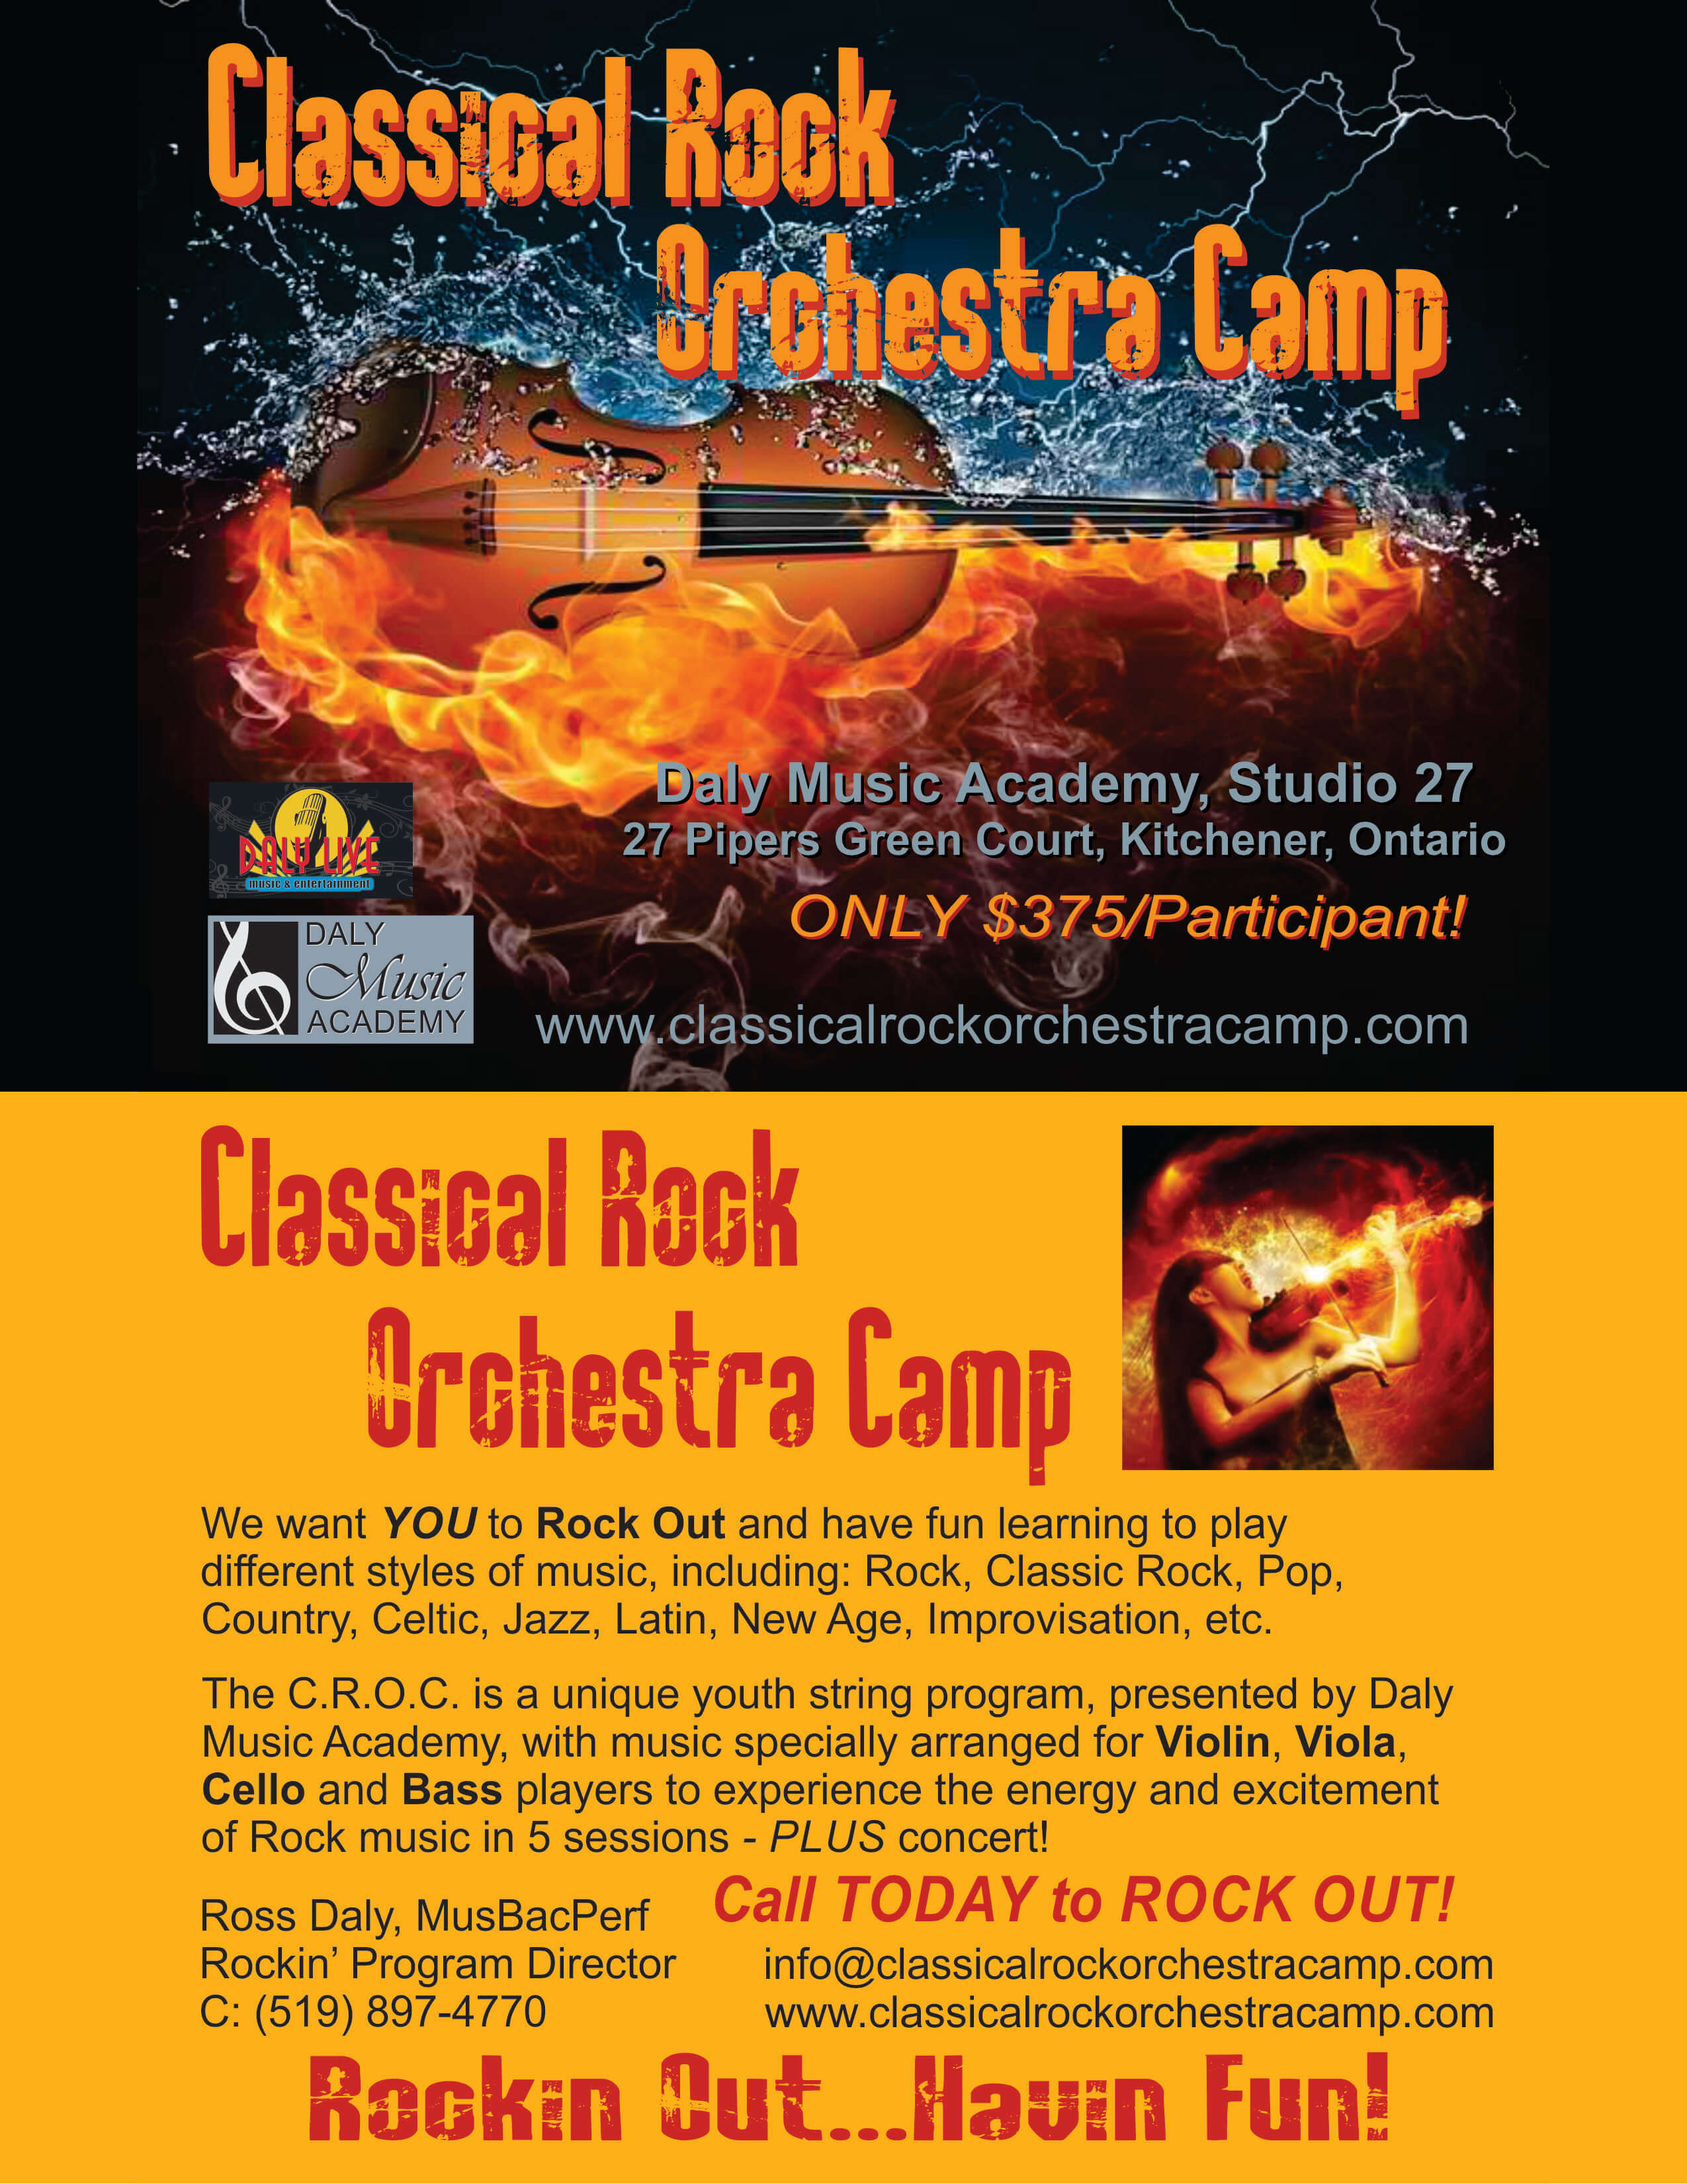 Classical Rock
Orchestra Camp
Daly Music Academy, Studio 27
27 Pipers Green Court, Kitchener, Ontario
ONLY $375/Participant!
www.classicalrockorchestracamp.com
DALY LIVE
music & entertainment
DALY
Music
ACADEMY
Classical Rock
Orchestra Camp
We want YOU to Rock Out and have fun learning to play
different styles of music, including: Rock, Classic Rock, Pop,
Country, Celtic, Jazz, Latin, New Age, Improvisation, etc.
The C.R.O.C. is a unique youth string program, presented by Daly
Music Academy, with music specially arranged for Violin, Viola,
Cello and Bass players to experience the energy and excitement
of Rock music in 5 sessions - PLUS concert!
Ross Daly, MusBacPerf
Rockin’ Program Director
C: (519) 897-4770
Call TODAY to ROCK OUT!
info@classicalrockorchestracamp.com
www.classicalrockorchestracamp.com
Rockin Out...Havin Fun!